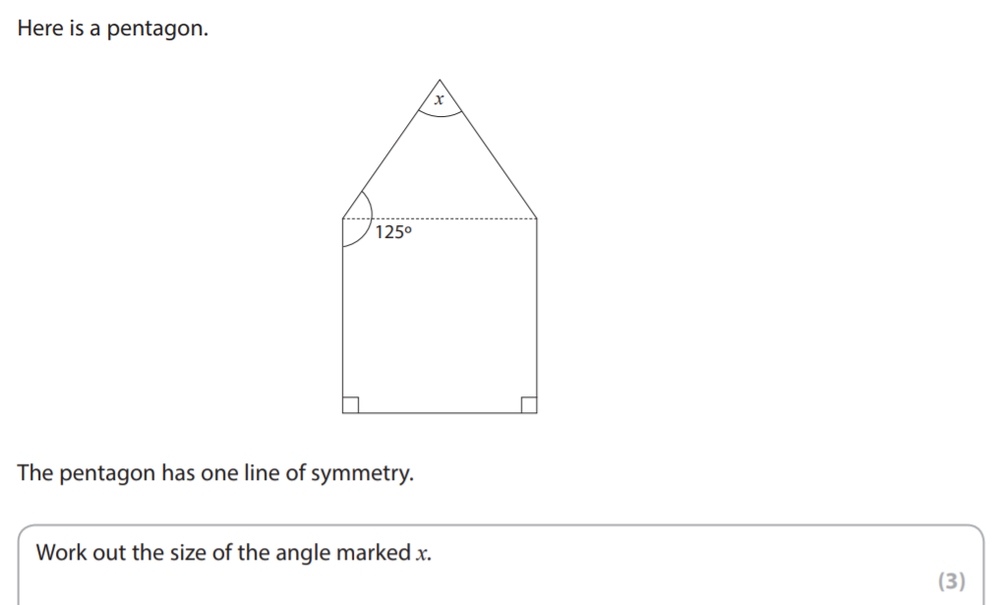 Here is a pentagon.
x
125º
The pentagon has one line of symmetry.
Work out the size of the angle marked x.
(3)